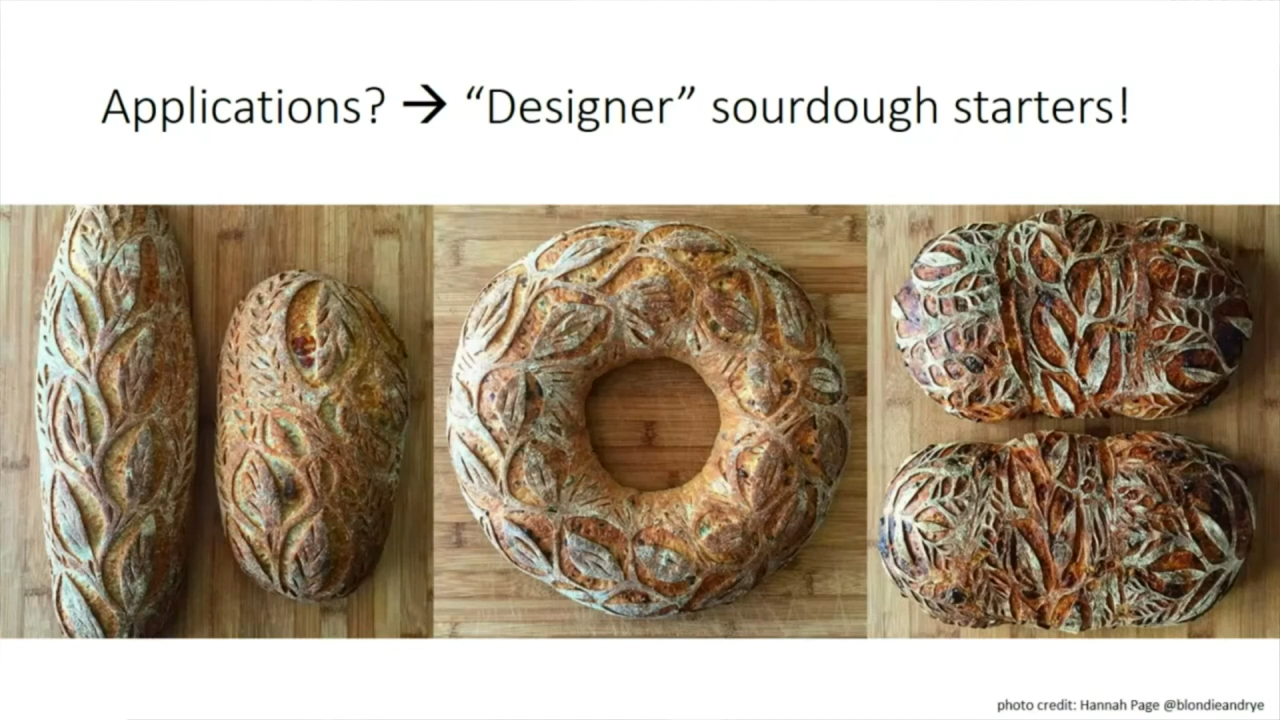 Applications? → “Designer” sourdough starters!
photo credit: Hannah Page @blondieandrye